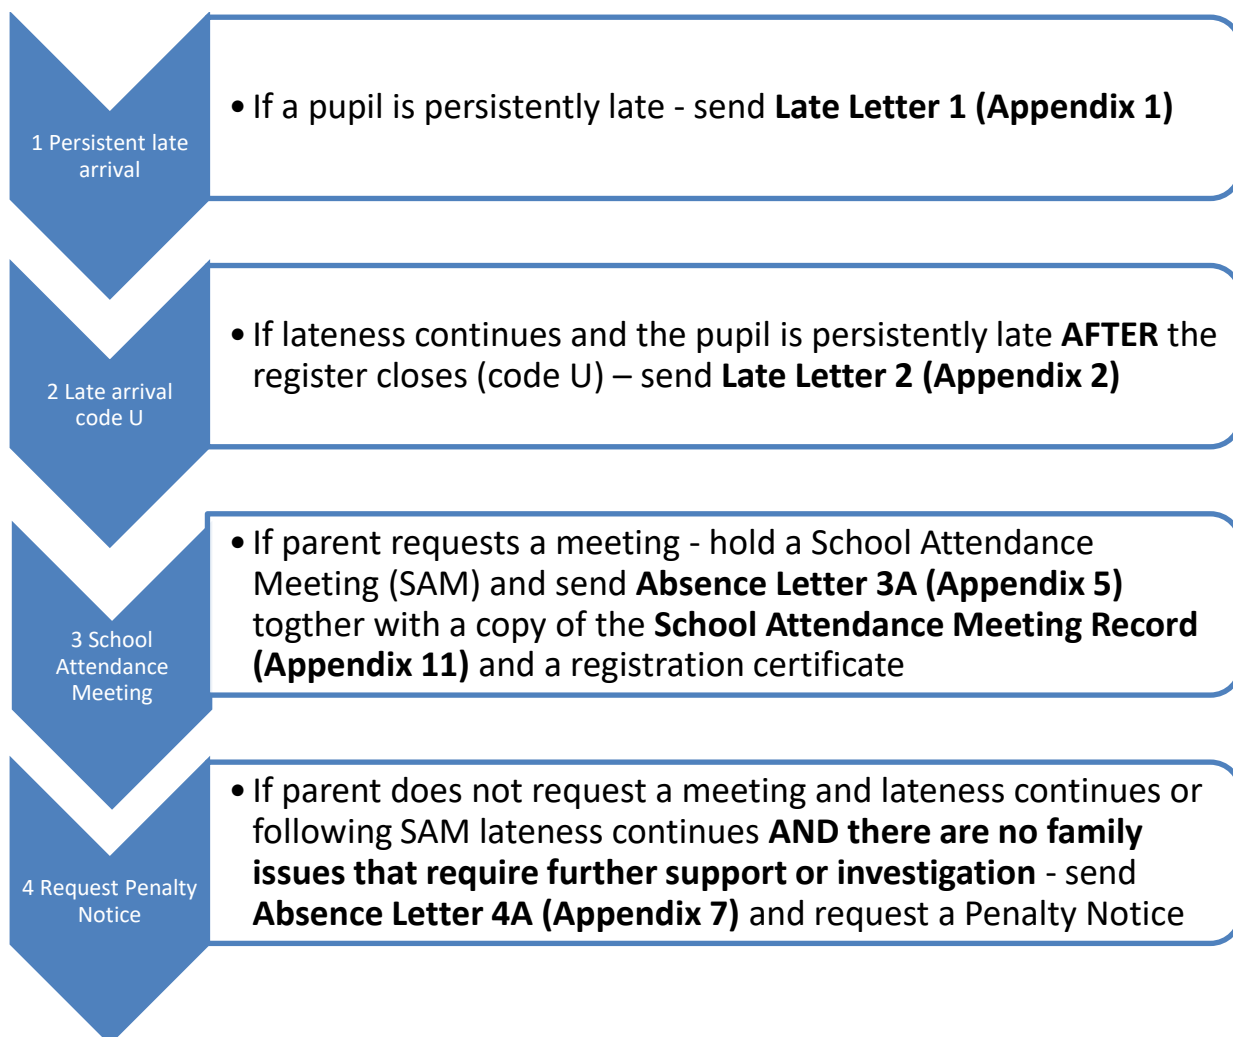 1 Persistent late
arrival
• If a pupil is persistently late - send Late Letter 1 (Appendix 1)
2 Late arrival
code U
• If lateness continues and the pupil is persistently late AFTER the
register closes (code U) – send Late Letter 2 (Appendix 2)
3 School
Attendance
Meeting
• If parent requests a meeting - hold a School Attendance
Meeting (SAM) and send Absence Letter 3A (Appendix 5)
togther with a copy of the School Attendance Meeting Record
(Appendix 11) and a registration certificate
4 Request Penalty
Notice
• If parent does not request a meeting and lateness continues or
following SAM lateness continues AND there are no family
issues that require further support or investigation - send
Absence Letter 4A (Appendix 7) and request a Penalty Notice